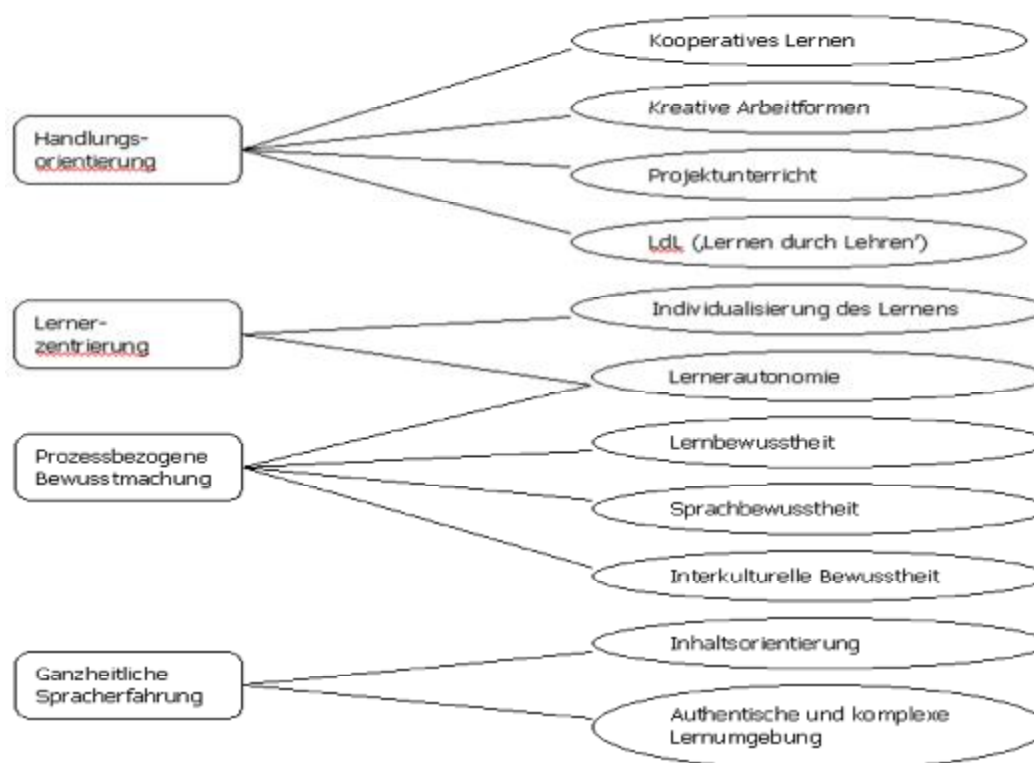 Kooperatives Lernen
Kreative Arbeitformen
Handlungs-
orientierung
Projektunterricht
LdL (‚Lernen durch Lehren’)
Individualisierung des Lernens
Lerner-
zentrierung
Lernerautonomie
Lernbewusstheit
Prozessbezogene
Bewusstmachung
Sprachbewusstheit
Interkulturelle Bewusstheit
Inhaltsorientierung
Ganzheitliche
Spracherfahrung
Authentische und komplexe
Lernumgebung